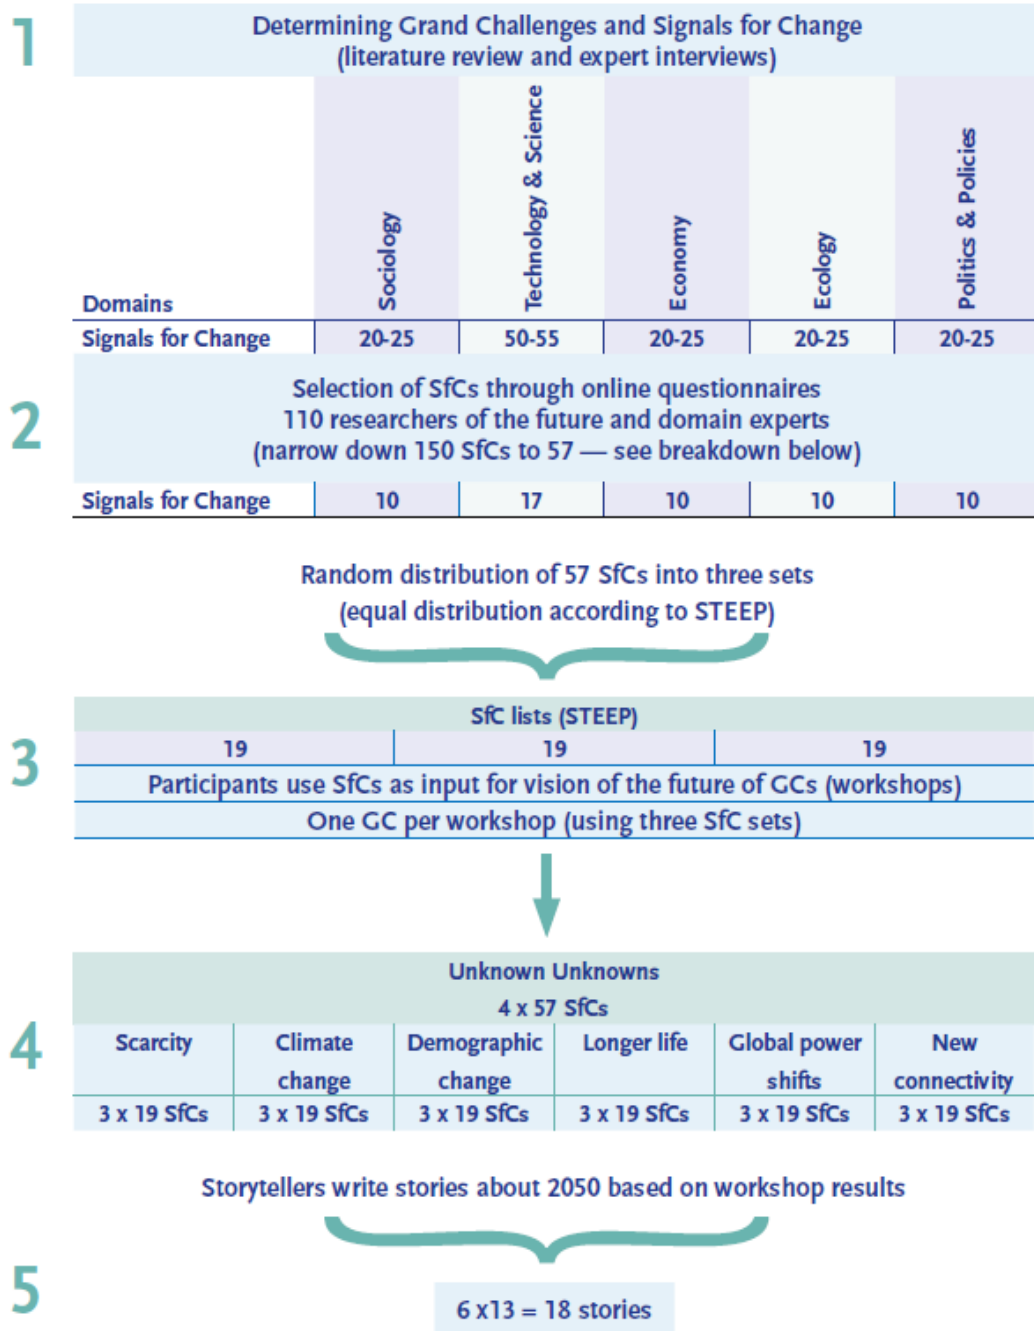 1
Determining Grand Challenges and Signals for Change
(literature review and expert interviews)
Domains
Sociology
Technology & Science
Economy
Ecology
Politics & Policies
Signals for Change 20-25 50-55 20-25 20-25 20-25
2
Selection of SfCs through online questionnaires
110 researchers of the future and domain experts
(narrow down 150 SfCs to 57 — see breakdown below)
Signals for Change 10 17 10 10 10
Random distribution of 57 SfCs into three sets
(equal distribution according to STEEP)
3
SfC lists (STEEP)
19 19 19
Participants use SfCs as input for vision of the future of GCs (workshops)
One GC per workshop (using three SfC sets)
4
Unknown Unknowns
4 x 57 SfCs
Scarcity Climate Demographic Longer life Global power New
change change shifts connectivity
3 x 19 SfCs 3 x 19 SfCs 3 x 19 SfCs 3 x 19 SfCs 3 x 19 SfCs 3 x 19 SfCs
Storytellers write stories about 2050 based on workshop results
5
6 x13 = 18 stories